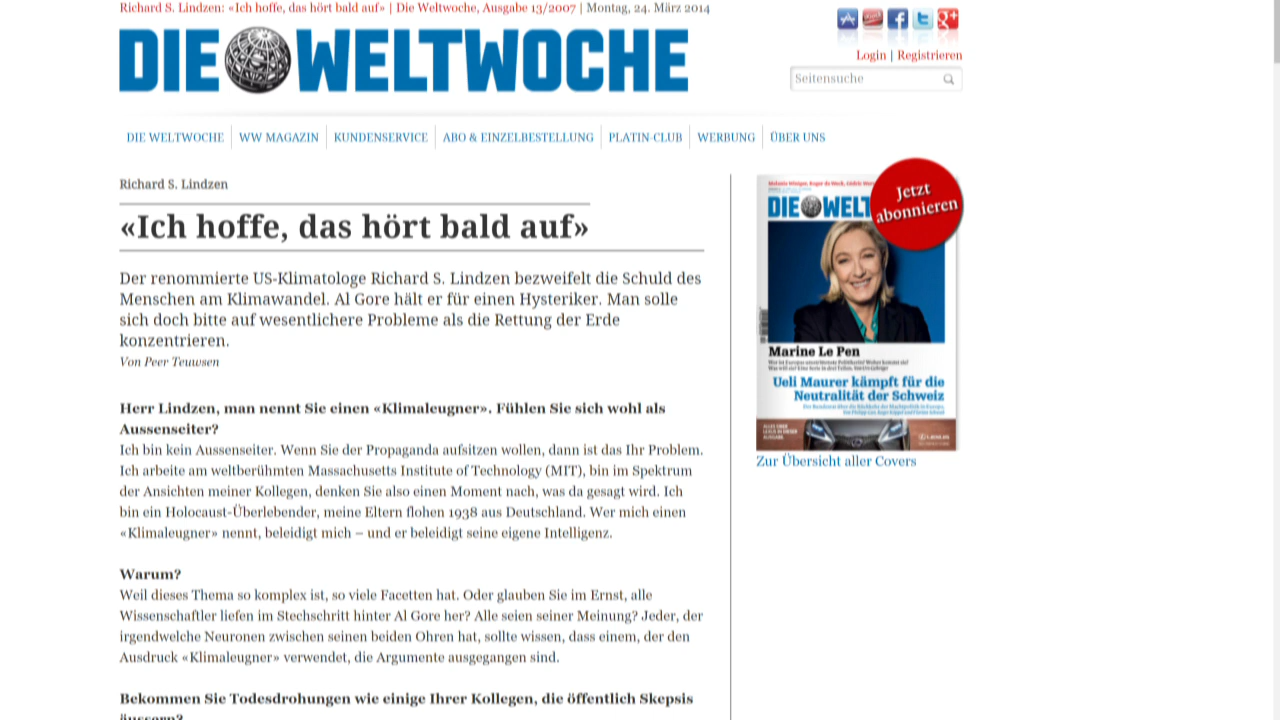 Richard S. Lindzen: «Ich hoffe, das hört bald auf» | Die Weltwoche, Ausgabe 13/2007 | Montag, 24. März 2014
DIE WELTWOCHE
Login | Registrieren
Seitensuche
DIE WELTWOCHE
WW MAGAZIN
KUNDENSERVICE
ABO & EINZELBESTELLUNG
PLATIN-CLUB
WERBUNG
ÜBER UNS
Richard S. Lindzen
«Ich hoffe, das hört bald auf»
Der renommierte US-Klimatologe Richard S. Lindzen bezweifelt die Schuld des
Menschen am Klimawandel. Al Gore hält er für einen Hysteriker. Man solle
sich doch bitte auf wesentlichere Probleme als die Rettung der Erde
konzentrieren.
Von Peer Teuwsen
Herr Lindzen, man nennt Sie einen «Klimaleugner». Fühlen Sie sich wohl als
Aussenseiter?
Ich bin kein Aussenseiter. Wenn Sie der Propaganda aufsitzen wollen, dann ist das Ihr Problem.
Ich arbeite am weltberühmten Massachusetts Institute of Technology (MIT), bin im Spektrum
der Ansichten meiner Kollegen, denken Sie also einen Moment nach, was da gesagt wird. Ich
bin ein Holocaust-Überlebender, meine Eltern flohen 1938 aus Deutschland. Wer mich einen
«Klimaleugner» nennt, beleidigt mich – und er beleidigt seine eigene Intelligenz.
Warum?
Weil dieses Thema so komplex ist, so viele Facetten hat. Oder glauben Sie im Ernst, alle
Wissenschaftler liefen im Stechschritt hinter Al Gore her? Alle seien seiner Meinung? Jeder, der
irgendwelche Neuronen zwischen seinen beiden Ohren hat, sollte wissen, dass einem, der den
Ausdruck «Klimaleugner» verwendet, die Argumente ausgegangen sind.
Bekommen Sie Todesdrohungen wie einige Ihrer Kollegen, die öffentlich Skepsis
äussern?
Jetzt
abonnieren
DIE WELT
Marine Le Pen
Ueli Maurer kämpft für die
Neutralität der Schweiz
Zur Übersicht aller Covers